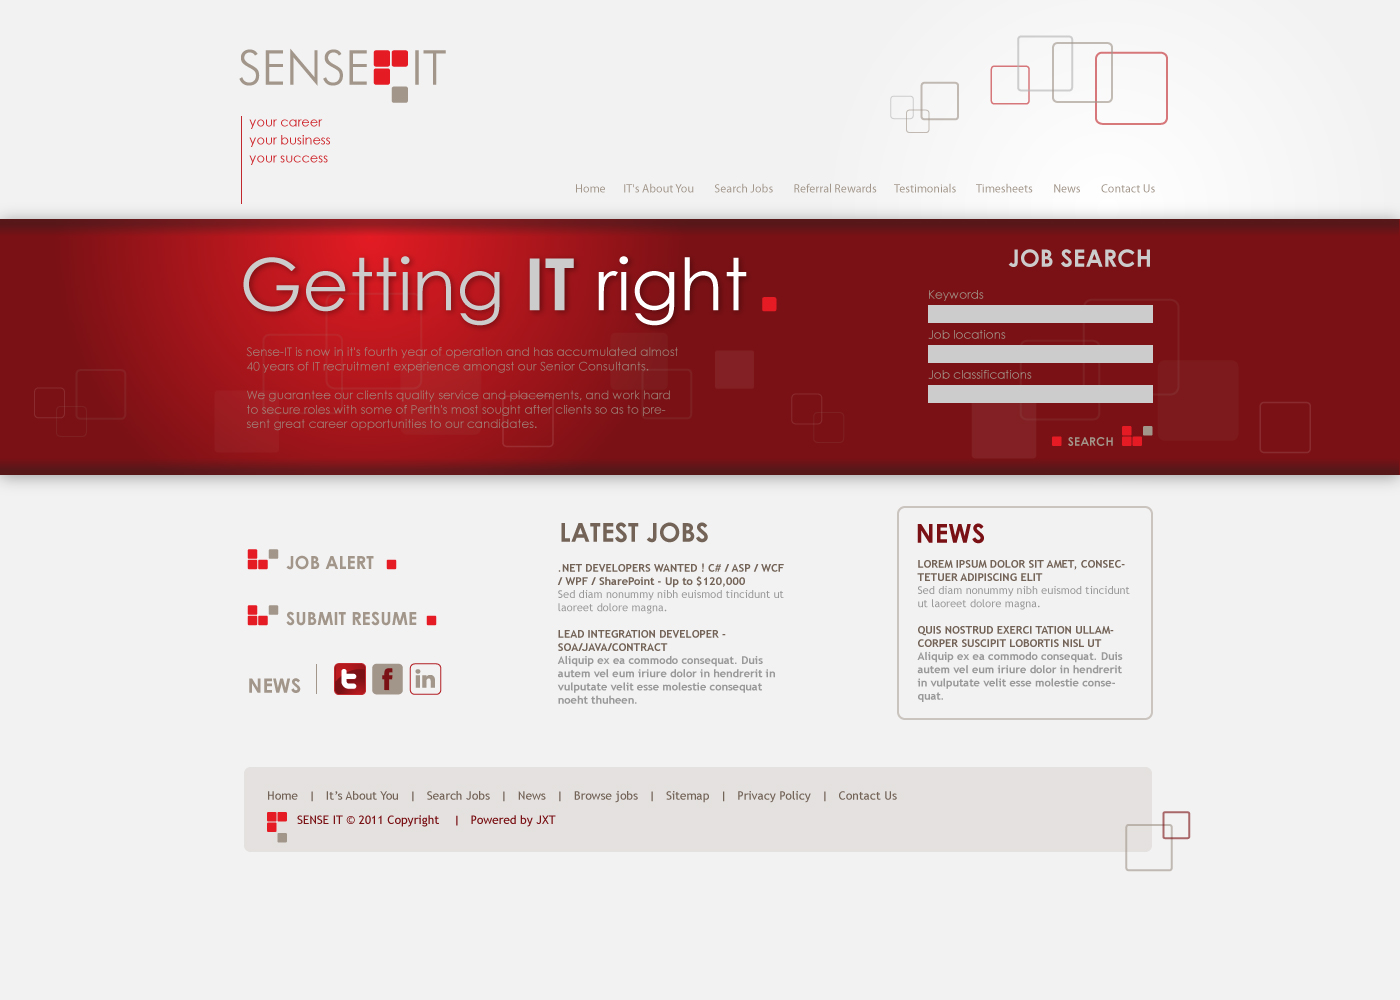 SENSE IT
your career
your business
your success
Home IT's About You Search Jobs Referral Rewards Testimonials Timesheets News Contact Us
Getting IT right
Sense-IT is now in it's fourth year of operation and has accumulated almost
40 years of IT recruitment experience amongst our Senior Consultants.
We guarantee our clients quality service and placements, and work hard
to secure roles with some of Perth's most sought after clients so as to pre-
sent great career opportunities to our candidates.
JOB SEARCH
Keywords
Job locations
Job classifications
SEARCH
JOB ALERT
SUBMIT RESUME
NEWS
t f in
LATEST JOBS
.NET DEVELOPERS WANTED ! C# / ASP / WCF
/ WPF / SharePoint - Up to $120,000
Sed diam nonummy nibh euismod tincidunt ut
laoreet dolore magna.
LEAD INTEGRATION DEVELOPER -
SOA/JAVA/CONTRACT
Aliquip ex ea commodo consequat. Duis
autem vel eum iriure dolor in hendrerit in
vulputate velit esse molestie consequat
noeht thuheen.
NEWS
LOREM IPSUM DOLOR SIT AMET, CONSEC-
TETUER ADIPISCING ELIT
Sed diam nonummy nibh euismod tincidunt
ut laoreet dolore magna.
QUIS NOSTRUD EXERCI TATION ULLAM-
CORPER SUSCIPIT LOBORTIS NISL UT
Aliquip ex ea commodo consequat. Duis
autem vel eum iriure dolor in hendrerit
in vulputate velit esse molestie conse-
quat.
Home | It's About You | Search Jobs | News | Browse jobs | Sitemap | Privacy Policy | Contact Us
SENSE IT © 2011 Copyright | Powered by JXT